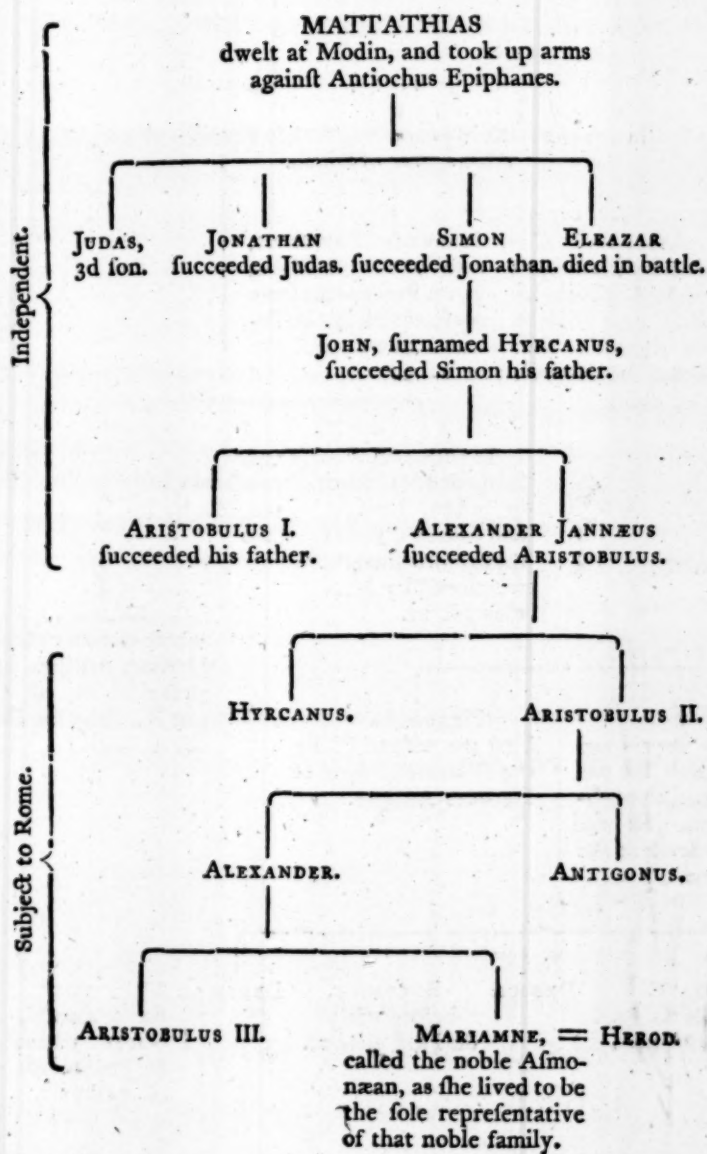 MATTATHIAS
dwelt at Modin, and took up arms
againſt Antiochus Epiphanes.
Independent.
JUDAS,
3d ſon.
JONATHAN
ſucceeded Judas.
SIMON
ſucceeded Jonathan.
ELEAZAR
died in battle.
JOHN, ſurnamed HYRCANUS,
ſucceeded Simon his father.
ARISTOBULUS I.
ſucceeded his father.
ALEXANDER JANNÆUS
ſucceeded ARISTOBULUS.
Subject to Rome.
HYRCANUS.
ARISTOBULUS II.
ALEXANDER.
ANTIGONUS.
ARISTOBULUS III.
MARIAMNE, = HEROD.
called the noble Aſmo-
næan, as ſhe lived to be
the ſole repreſentative
of that noble family.